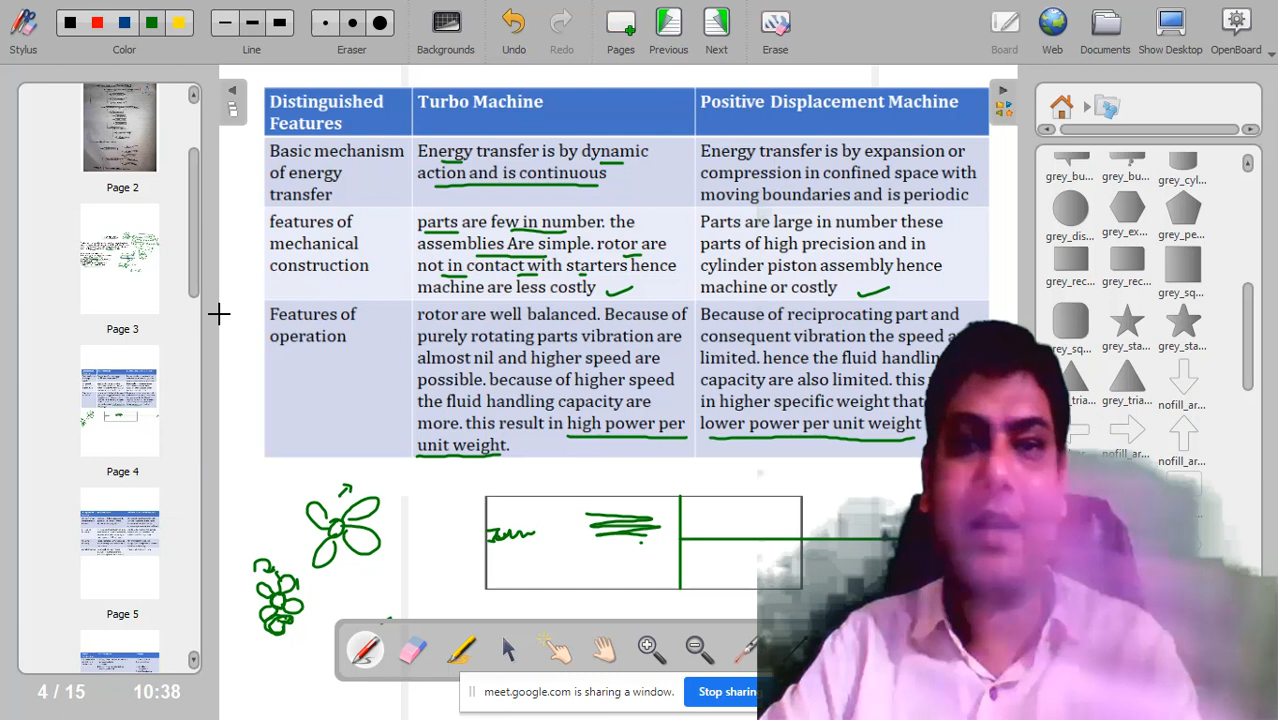 Stylus
Color
Line
Eraser
Backgrounds
Undo
Redo
Pages
Previous
Next
Erase
Board
Web
Documents
Show Desktop
OpenBoard
Page 2
Page 3
Page 4
Page 5
4 / 15
10:38
Distinguished Features
Turbo Machine
Positive Displacement Machine
Basic mechanism
of energy
transfer
Energy transfer is by dynamic
action and is continuous
Energy transfer is by expansion or
compression in confined space with
moving boundaries and is periodic
features of
mechanical
construction
parts are few in number. the
assemblies Are simple. rotor are
not in contact with starters hence
machine are less costly
Parts are large in number these
parts of high precision and in
cylinder piston assembly hence
machine or costly
Features of
operation
rotor are well balanced. Because of
purely rotating parts vibration are
almost nil and higher speed are
possible. because of higher speed
the fluid handling capacity are
more. this result in high power per
unit weight.
Because of reciprocating part and
consequent vibration the speed
limited. hence the fluid handlin
capacity are also limited. this
in higher specific weight that
lower power per unit weight
grey_bu...
grey_bu...
grey_cyl...
grey_dis...
grey_ex...
grey_pe...
grey_rec...
grey_rec...
grey_sq...
grey_sq...
grey_sta...
grey_sta...
grey_tria...
nofill_ar...
nofill_ar...
nofill_ar...
meet.google.com is sharing a window.
Stop sharing